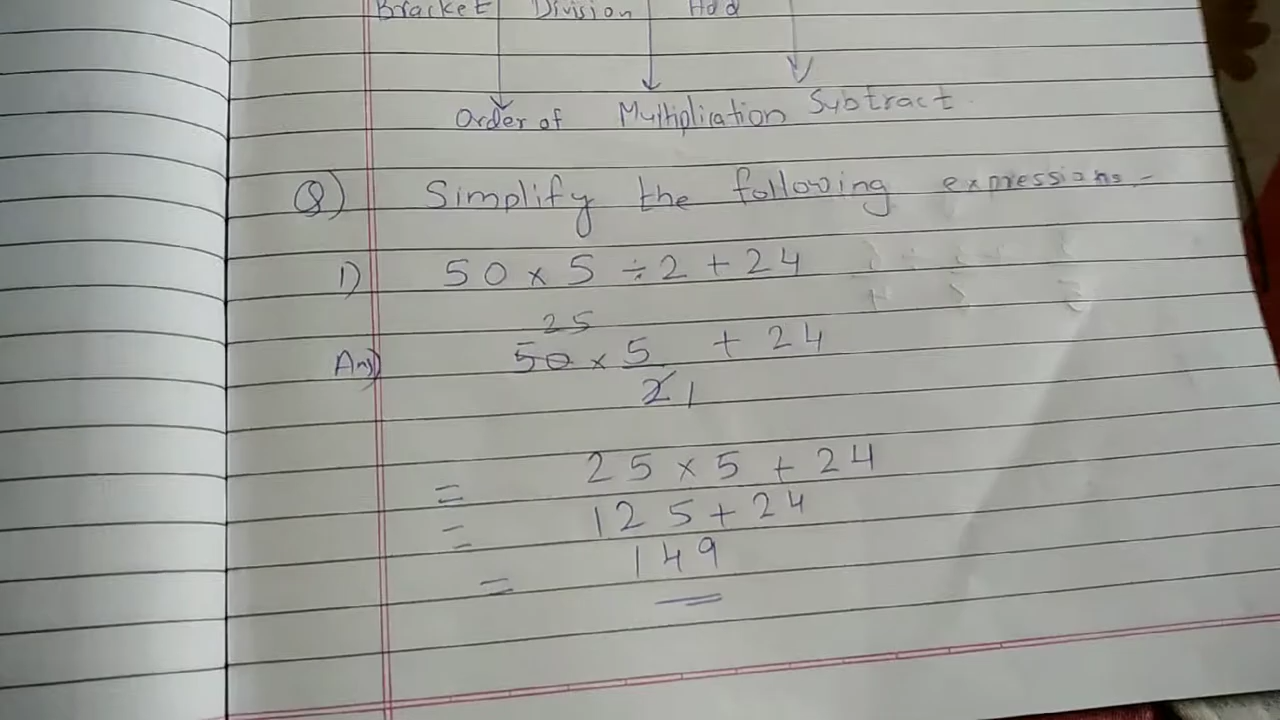 Bracket Division Add
Order of Multiplication Subtract
Q) Simplify the following expressions.-
1) 50 × 5 ÷ 2 + 24
25
Ans) 50 × 5 + 24
2 1
= 25 × 5 + 24
= 125 + 24
= 149